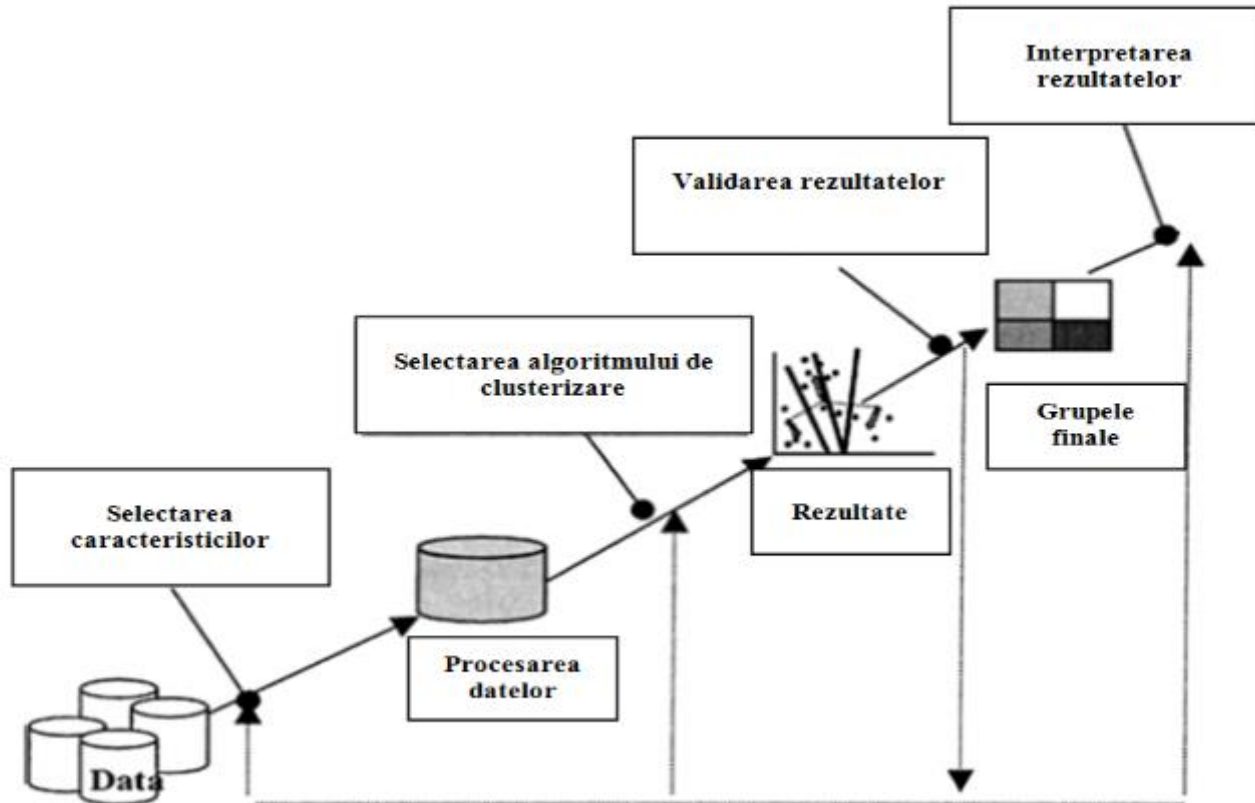 Interpretarea
rezultatelor
Validarea rezultatelor
Selectarea algoritmului de
clusterizare
Grupele
finale
Selectarea
caracteristicilor
Rezultate
Procesarea
datelor
Data